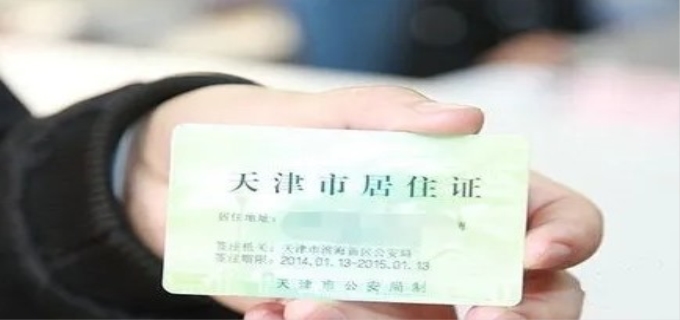 天津市居住证
居住地址：
号
签注机关：天津市滨海新区公安局
签注期限：2014.01.13-2015.01.13
天津市公安局制